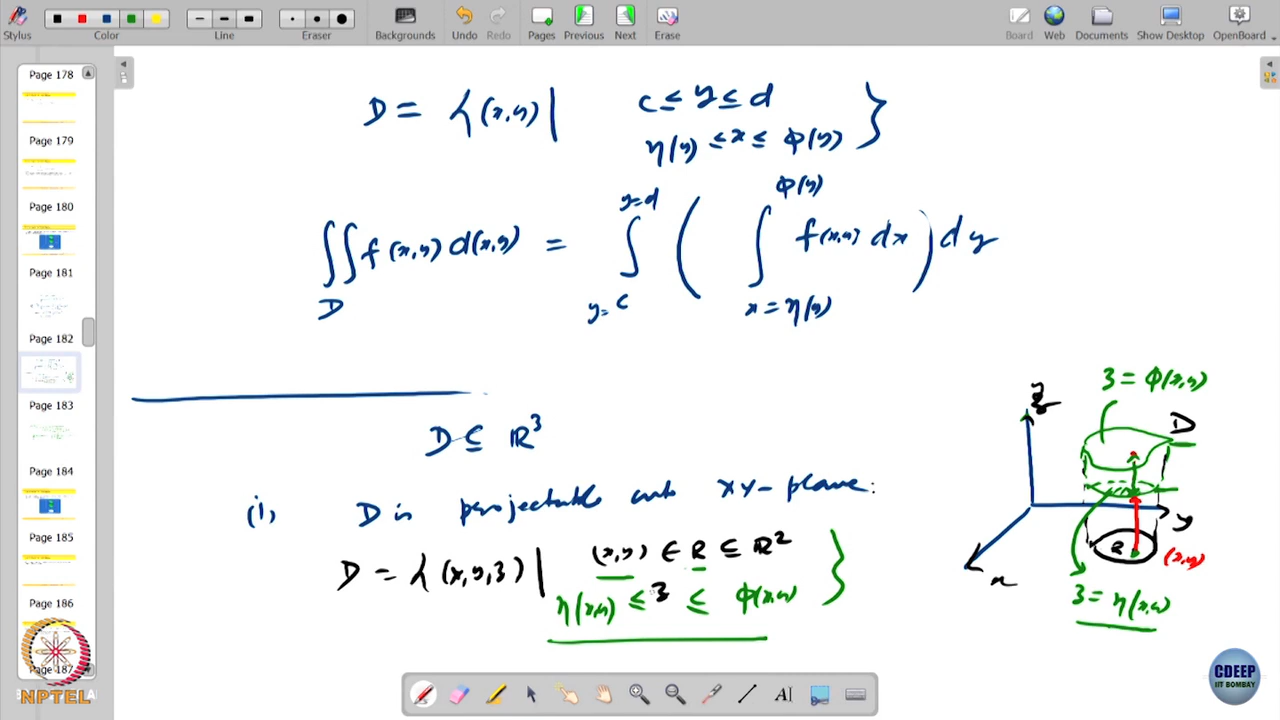 Stylus
Color
Line
Eraser
Backgrounds
Undo
Redo
Pages
Previous
Next
Erase
Board
Web
Documents
Show Desktop
OpenBoard
Page 178
Page 179
Page 180
Page 181
Page 182
Page 183
Page 184
Page 185
Page 186
Page 187
D = {(x,y) | c ≤ y ≤ d
η(y) ≤ x ≤ φ(y) }
∬_D f(x,y) d(x,y) = ∫_{y=c}^{y=d} ( ∫_{x=η(y)}^{φ(y)} f(x,y) dx ) dy
D ⊆ ℝ³
(i) D is projectable onto xy-plane:
D = {(x,y,z) | (x,y) ∈ R ⊆ ℝ²
η(x,y) ≤ z ≤ φ(x,y) }
z = φ(x,y)
z
D
y
R
(x,y)
x
z = η(x,y)
NPTEL
CDEEP
IIT BOMBAY